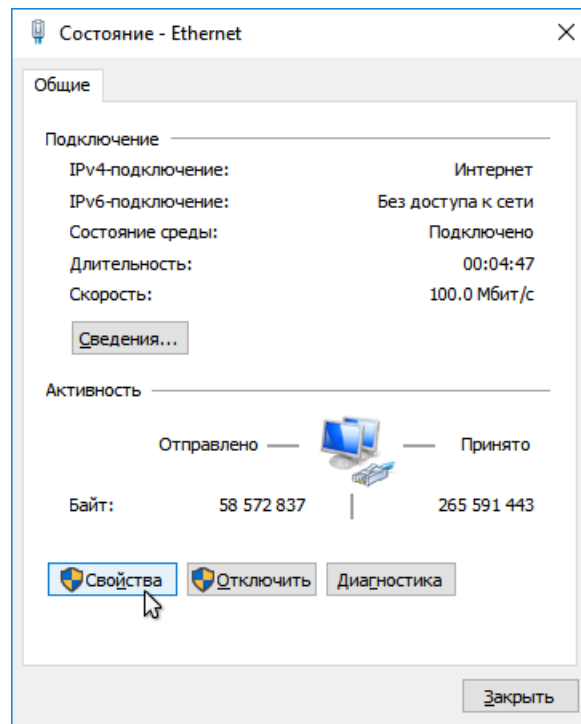 Состояние - Ethernet
Общие
Подключение
IPv4-подключение: Интернет
IPv6-подключение: Без доступа к сети
Состояние среды: Подключено
Длительность: 00:04:47
Скорость: 100.0 Мбит/с
Сведения...
Активность
Отправлено — Принято
Байт: 58 572 837 265 591 443
Свойства Отключить Диагностика
Закрыть